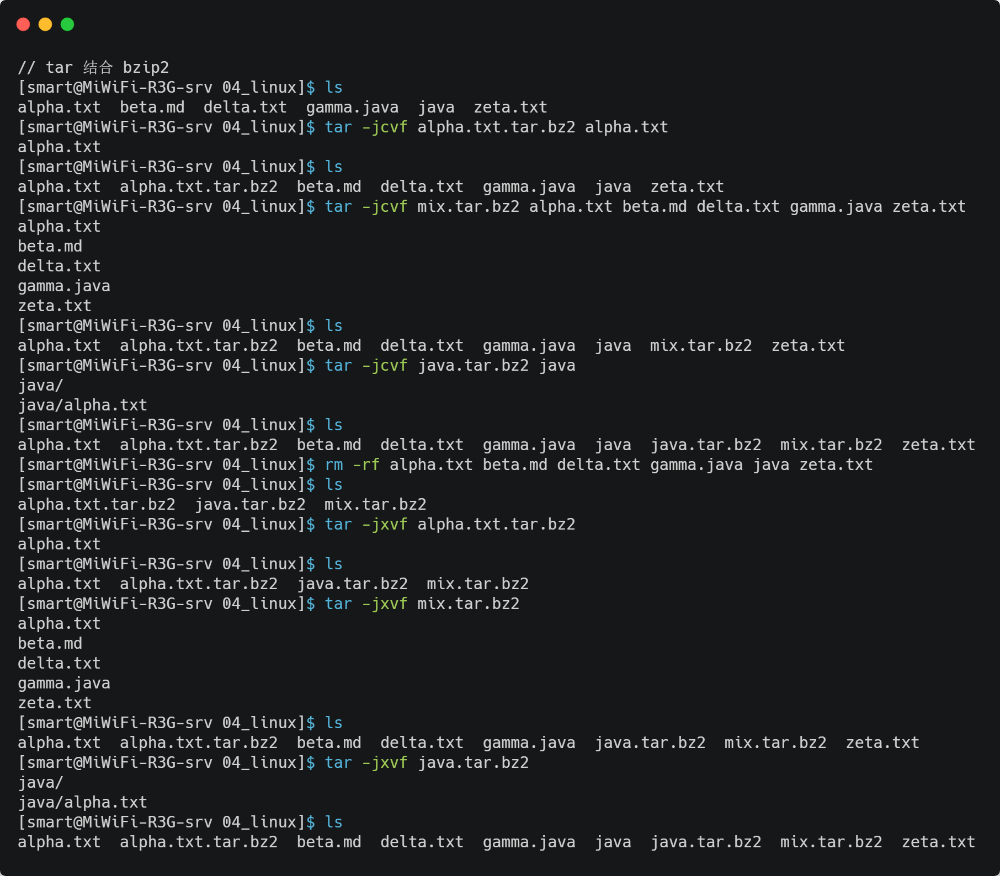 // tar 结合 bzip2
[smart@MiWiFi-R3G-srv 04_linux]$ ls
alpha.txt  beta.md  delta.txt  gamma.java  java  zeta.txt
[smart@MiWiFi-R3G-srv 04_linux]$ tar -jcvf alpha.txt.tar.bz2 alpha.txt
alpha.txt
[smart@MiWiFi-R3G-srv 04_linux]$ ls
alpha.txt  alpha.txt.tar.bz2  beta.md  delta.txt  gamma.java  java  zeta.txt
[smart@MiWiFi-R3G-srv 04_linux]$ tar -jcvf mix.tar.bz2 alpha.txt beta.md delta.txt gamma.java zeta.txt
alpha.txt
beta.md
delta.txt
gamma.java
zeta.txt
[smart@MiWiFi-R3G-srv 04_linux]$ ls
alpha.txt  alpha.txt.tar.bz2  beta.md  delta.txt  gamma.java  java  mix.tar.bz2  zeta.txt
[smart@MiWiFi-R3G-srv 04_linux]$ tar -jcvf java.tar.bz2 java
java/
java/alpha.txt
[smart@MiWiFi-R3G-srv 04_linux]$ ls
alpha.txt  alpha.txt.tar.bz2  beta.md  delta.txt  gamma.java  java  java.tar.bz2  mix.tar.bz2  zeta.txt
[smart@MiWiFi-R3G-srv 04_linux]$ rm -rf alpha.txt beta.md delta.txt gamma.java java zeta.txt
[smart@MiWiFi-R3G-srv 04_linux]$ ls
alpha.txt.tar.bz2  java.tar.bz2  mix.tar.bz2
[smart@MiWiFi-R3G-srv 04_linux]$ tar -jxvf alpha.txt.tar.bz2
alpha.txt
[smart@MiWiFi-R3G-srv 04_linux]$ ls
alpha.txt  alpha.txt.tar.bz2  java.tar.bz2  mix.tar.bz2
[smart@MiWiFi-R3G-srv 04_linux]$ tar -jxvf mix.tar.bz2
alpha.txt
beta.md
delta.txt
gamma.java
zeta.txt
[smart@MiWiFi-R3G-srv 04_linux]$ ls
alpha.txt  alpha.txt.tar.bz2  beta.md  delta.txt  gamma.java  java.tar.bz2  mix.tar.bz2  zeta.txt
[smart@MiWiFi-R3G-srv 04_linux]$ tar -jxvf java.tar.bz2
java/
java/alpha.txt
[smart@MiWiFi-R3G-srv 04_linux]$ ls
alpha.txt  alpha.txt.tar.bz2  beta.md  delta.txt  gamma.java  java  java.tar.bz2  mix.tar.bz2  zeta.txt